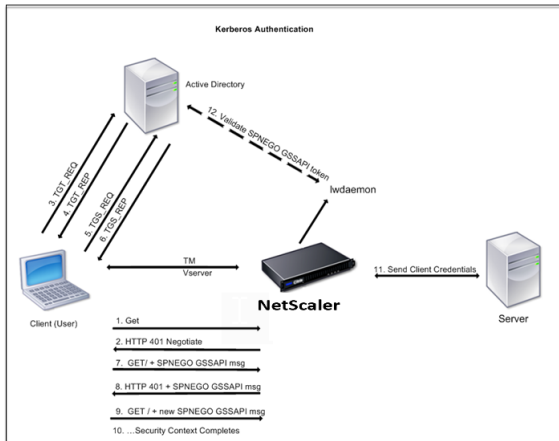 Kerberos Authentication
Active Directory
12. Validate SPNEGO GSSAPI token
3. TGT_REQ
4. TGT_REP
5. TGS_REQ
6. TGS_REP
lwdaemon
TM
Vserver
11. Send Client Credentials
NetScaler
Client (User)
Server
1. Get
2. HTTP 401 Negotiate
7. GET/ + SPNEGO GSSAPI msg
8. HTTP 401 + SPNEGO GSSAPI msg
9. GET / + new SPNEGO GSSAPI msg
10. ...Security Context Completes